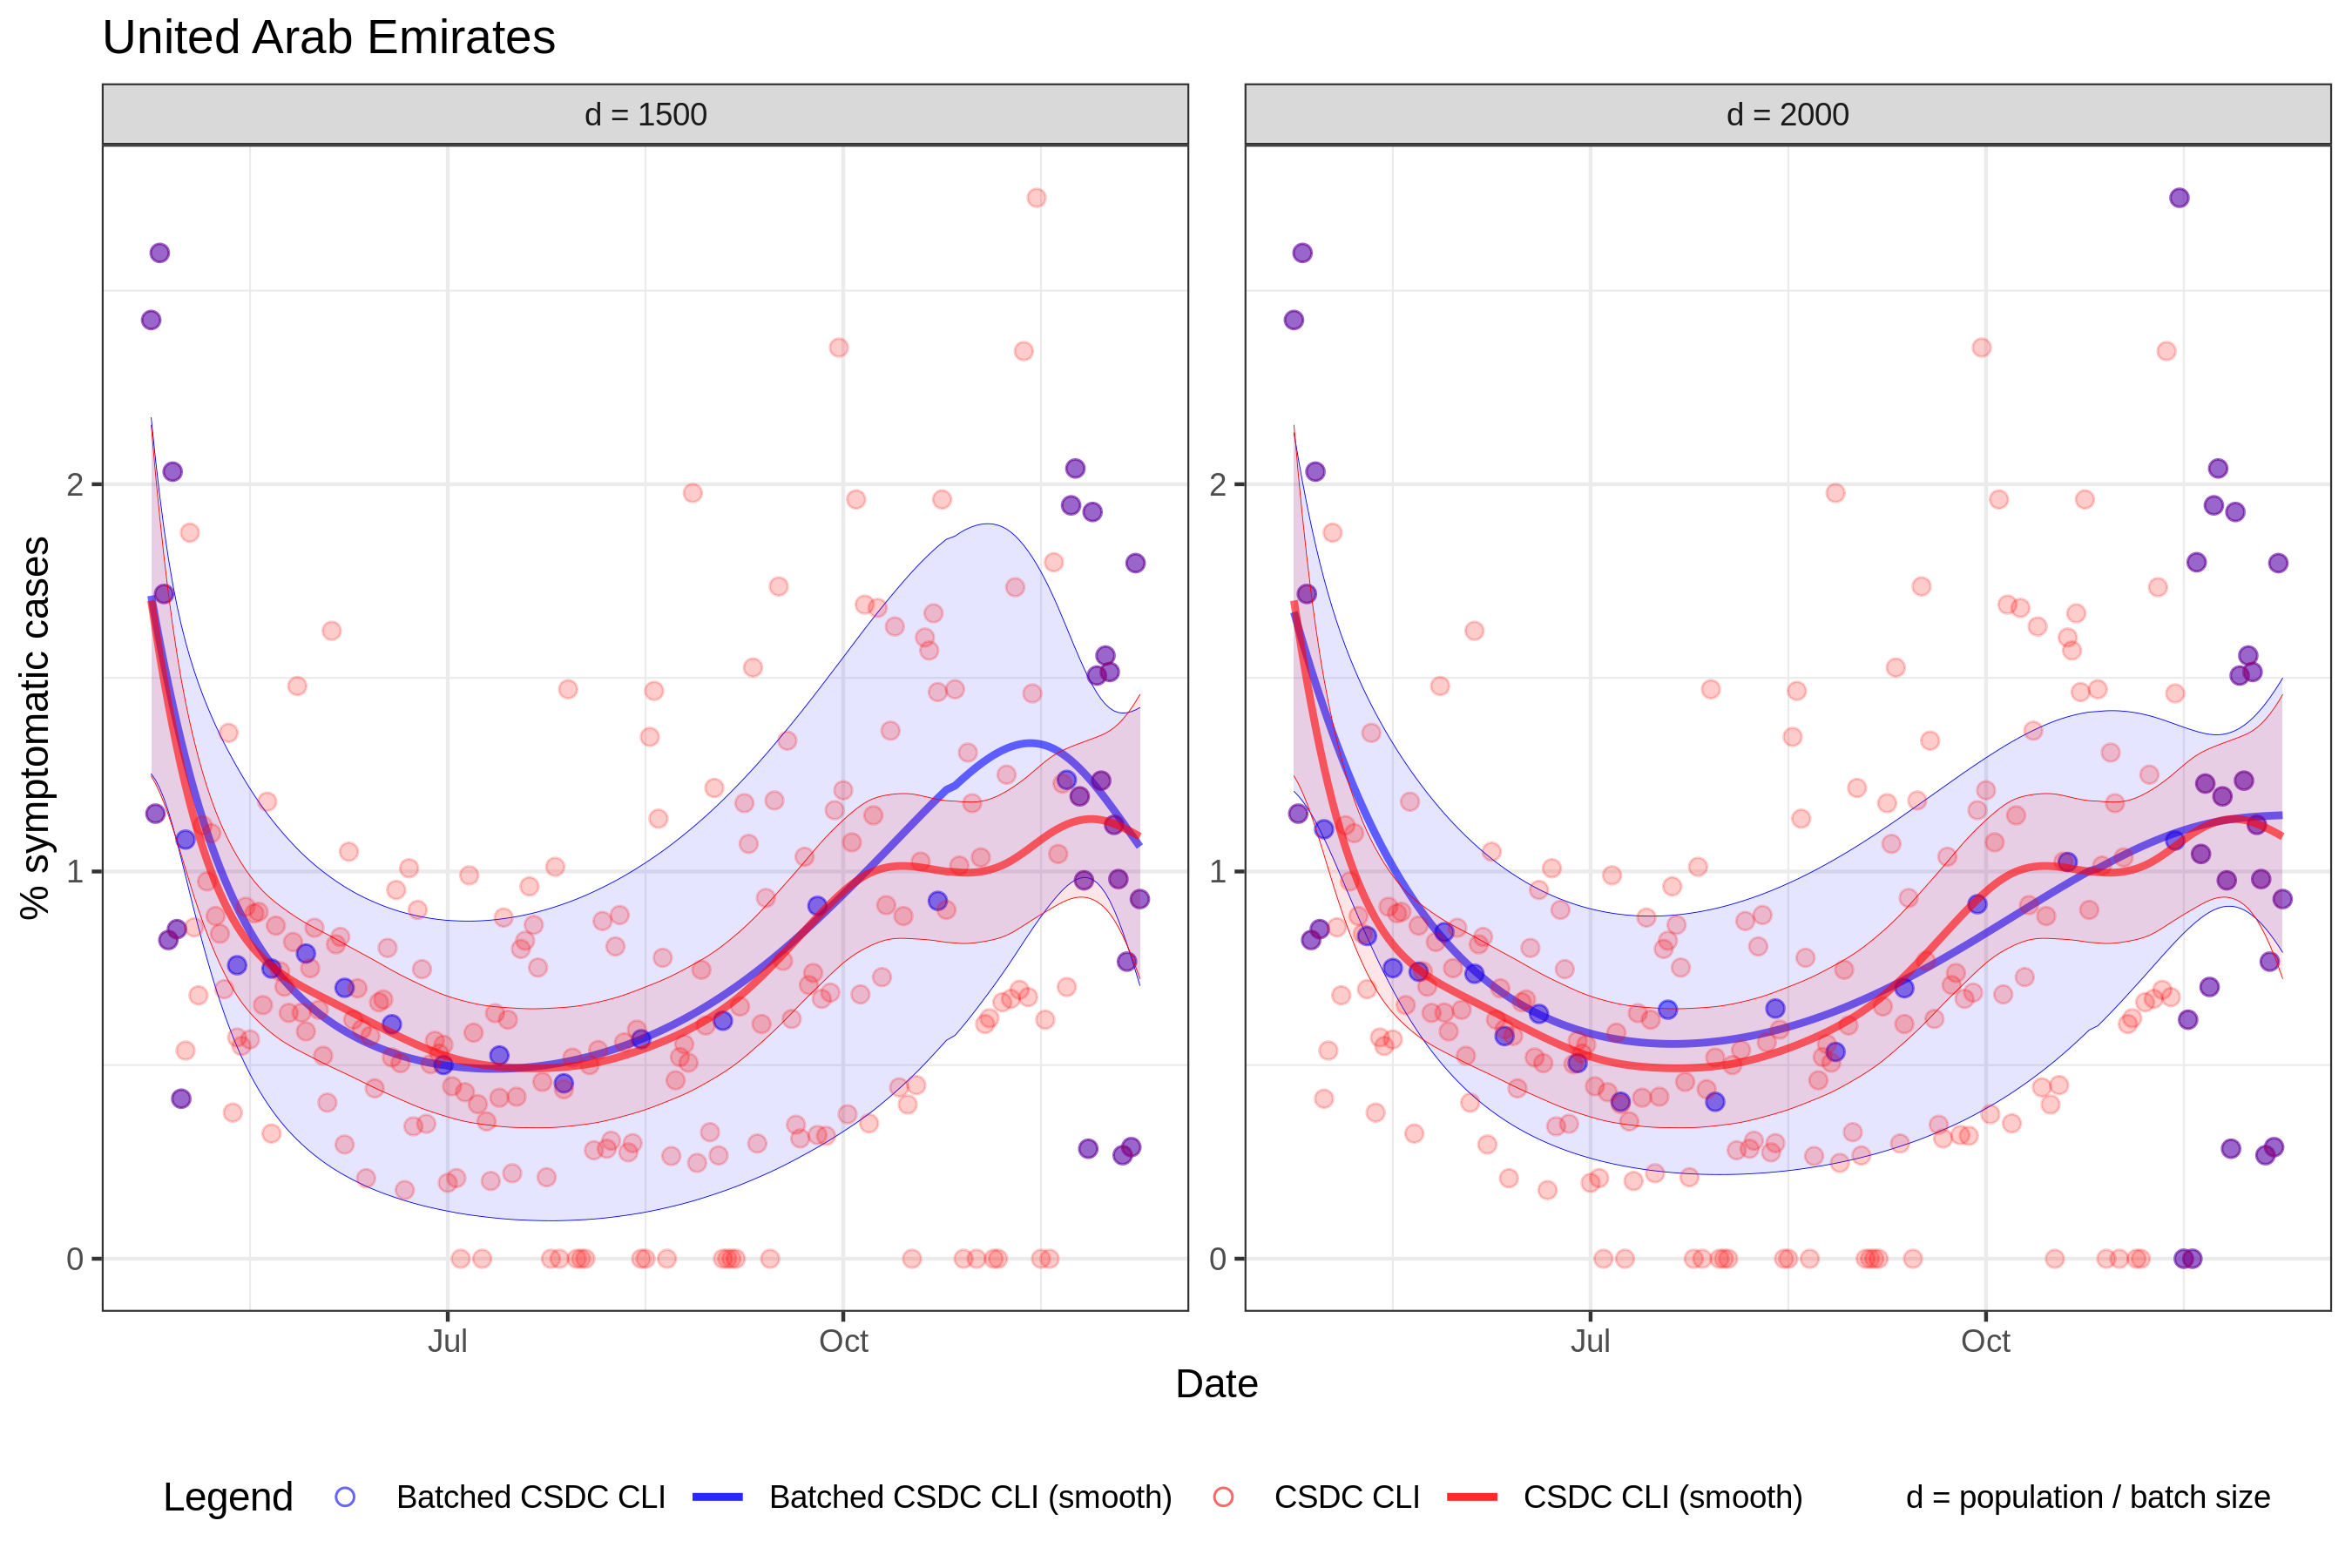 United Arab Emirates
d = 1500
d = 2000
% symptomatic cases
2
1
0
2
1
0
Jul
Oct
Jul
Oct
Date
Legend Batched CSDC CLI Batched CSDC CLI (smooth) CSDC CLI CSDC CLI (smooth) d = population / batch size